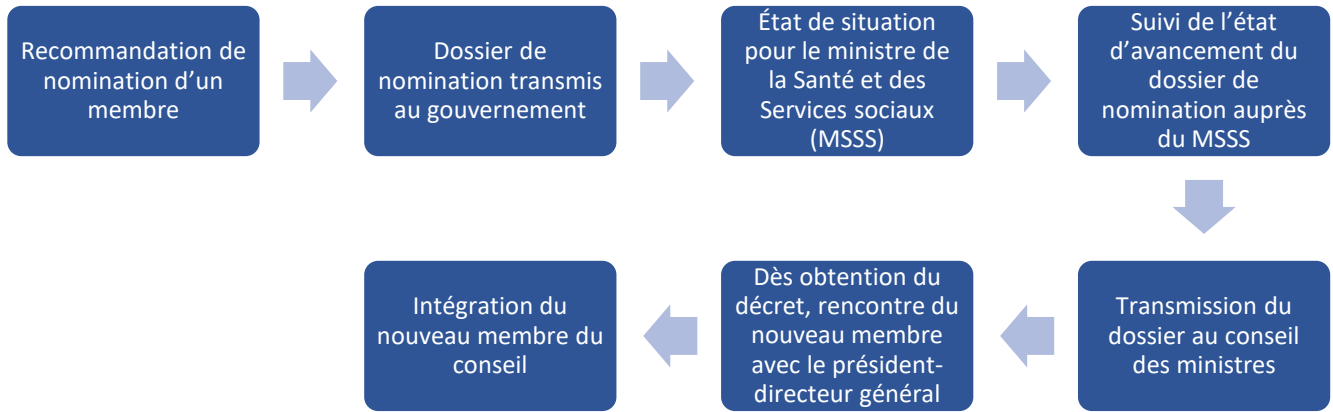 Recommandation de
nomination d’un
membre
Dossier de
nomination transmis
au gouvernement
État de situation
pour le ministre de
la Santé et des
Services sociaux
(MSSS)
Suivi de l’état
d’avancement du
dossier de
nomination auprès
du MSSS
Transmission du
dossier au conseil
des ministres
Dès obtention du
décret, rencontre du
nouveau membre
avec le président-
directeur général
Intégration du
nouveau membre du
conseil